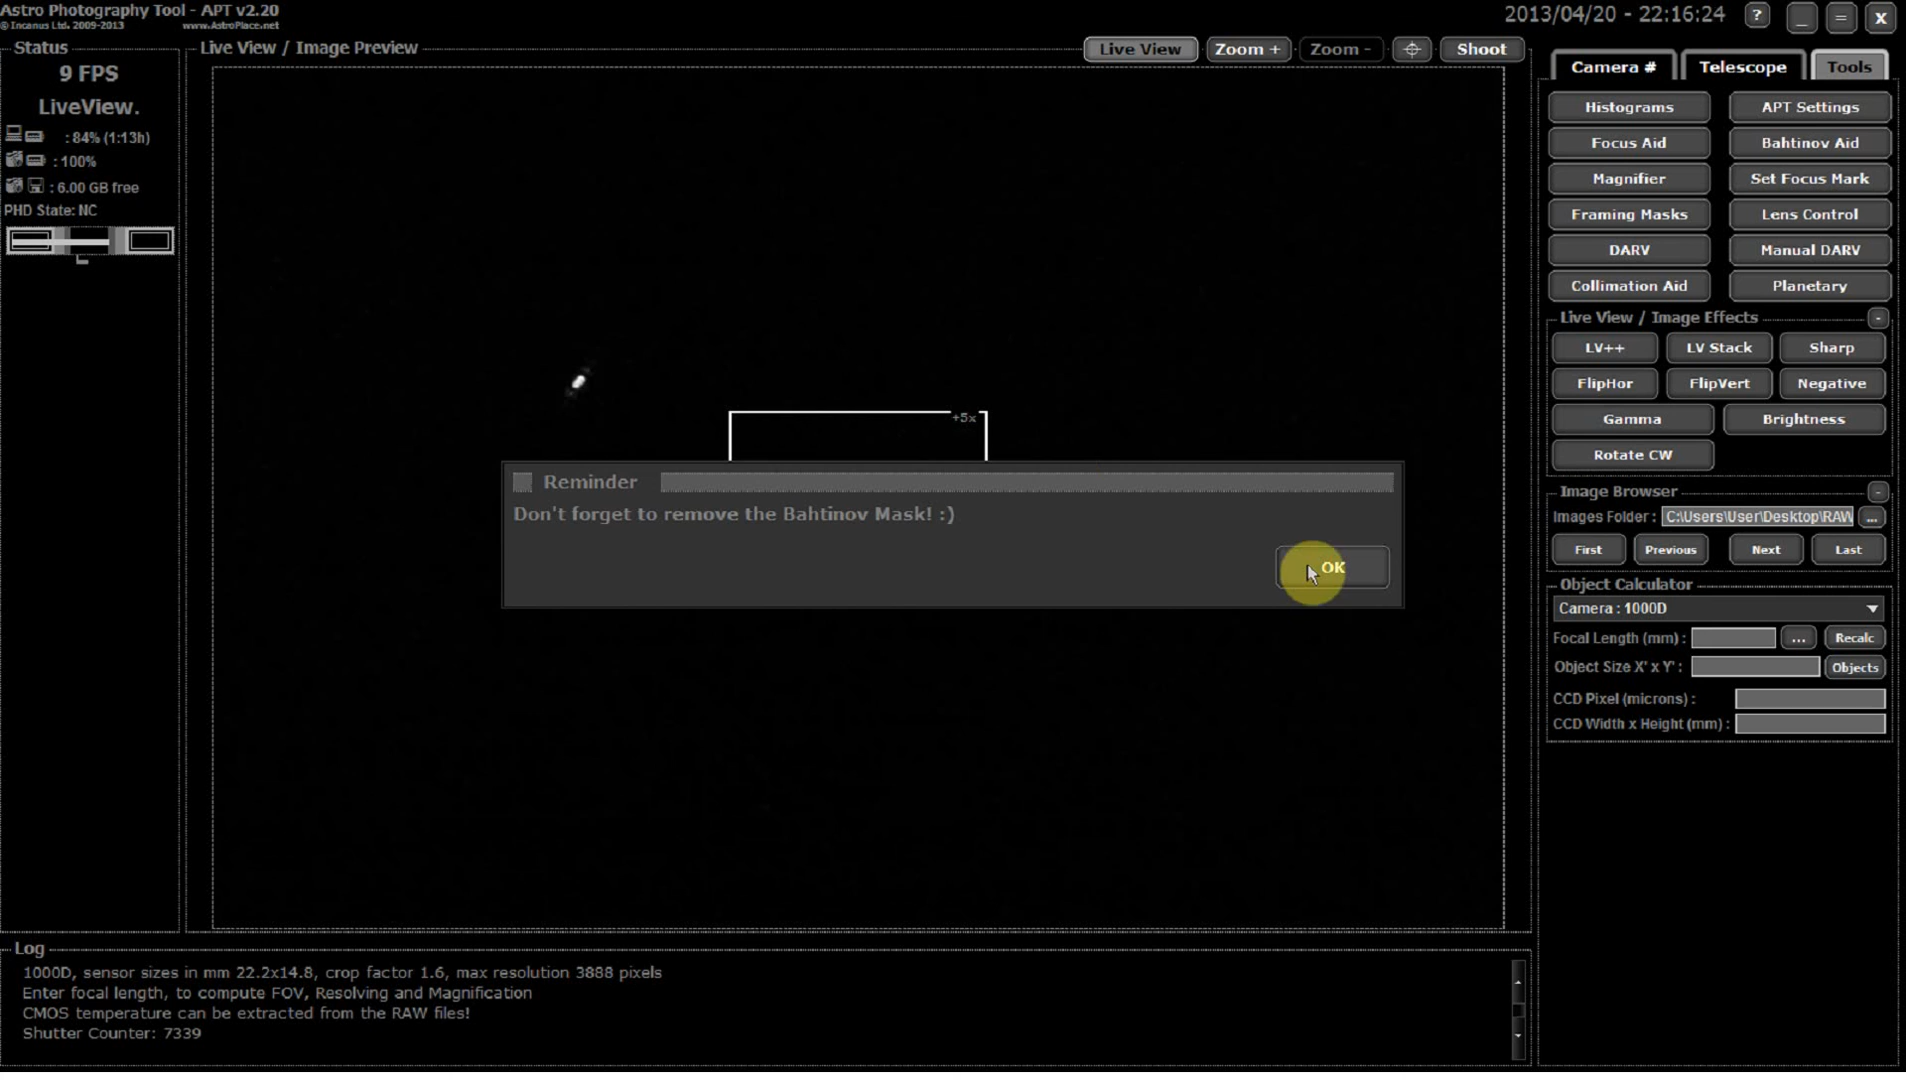 Astro Photography Tool - APT v2.20
© Incanus Ltd. 2009-2013 www.AstroPlace.net
2013/04/20 - 22:16:24 ? _ = X
Status
9 FPS
LiveView.
: 84% (1:13h)
: 100%
: 6.00 GB free
PHD State: NC
Live View / Image Preview
Live View Zoom + Zoom - Shoot
+5x
Reminder
Don't forget to remove the Bahtinov Mask! :)
OK
Camera # Telescope Tools
Histograms APT Settings
Focus Aid Bahtinov Aid
Magnifier Set Focus Mark
Framing Masks Lens Control
DARV Manual DARV
Collimation Aid Planetary
Live View / Image Effects -
LV++ LV Stack Sharp
FlipHor FlipVert Negative
Gamma Brightness
Rotate CW
Image Browser -
Images Folder : C:\Users\User\Desktop\RAW ...
First Previous Next Last
Object Calculator
Camera : 1000D
Focal Length (mm) : ... Recalc
Object Size X' x Y' : Objects
CCD Pixel (microns) :
CCD Width x Height (mm) :
Log
1000D, sensor sizes in mm 22.2x14.8, crop factor 1.6, max resolution 3888 pixels
Enter focal length, to compute FOV, Resolving and Magnification
CMOS temperature can be extracted from the RAW files!
Shutter Counter: 7339